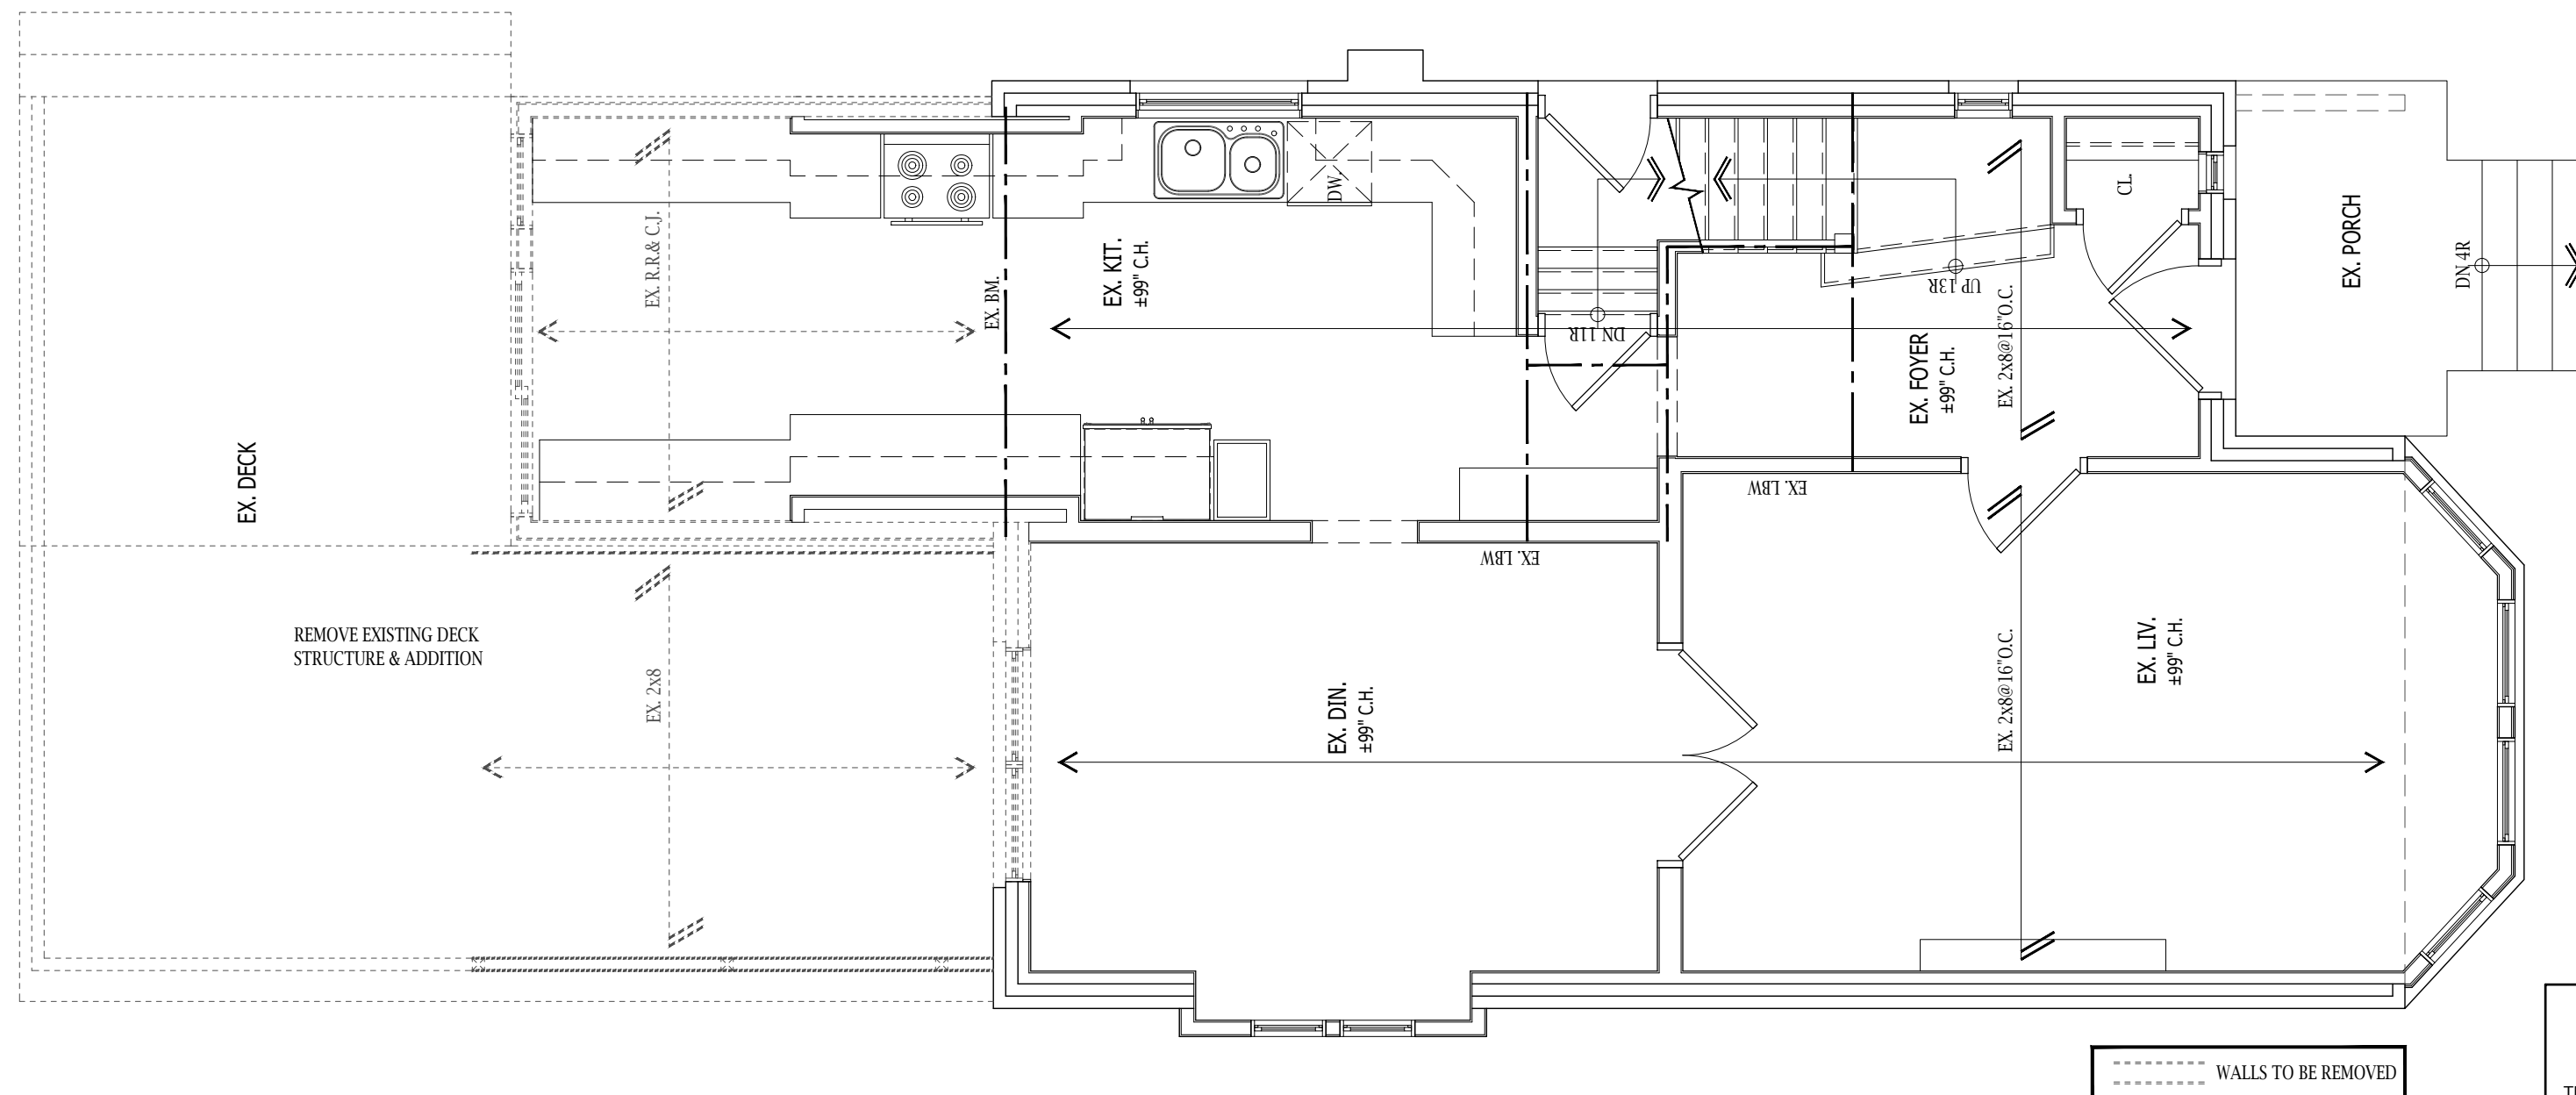 EX. DECK
REMOVE EXISTING DECK
STRUCTURE & ADDITION
EX. R.R.& C.J.
EX. 2x8
EX. BM.
EX. KIT.
±99" C.H.
DW.
EX. DIN.
±99" C.H.
EX. LBW
DN 11R
EX. LBW
UP 13R
EX. FOYER
±99" C.H.
EX. 2x8@16"O.C.
EX. 2x8@16"O.C.
CL.
EX. LIV.
±99" C.H.
EX. PORCH
DN 4R
WALLS TO BE REMOVED